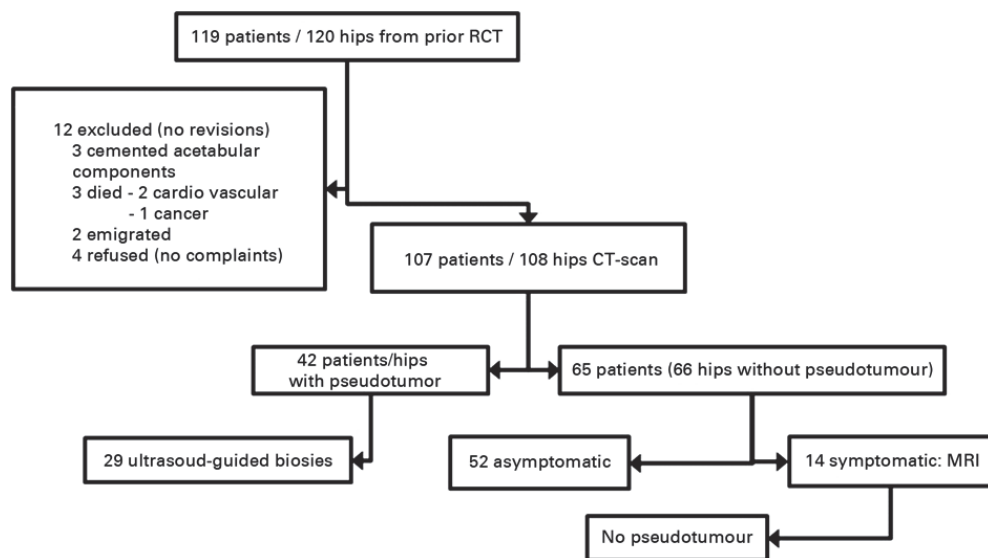 119 patients / 120 hips from prior RCT
12 excluded (no revisions)
3 cemented acetabular
components
3 died - 2 cardio vascular
- 1 cancer
2 emigrated
4 refused (no complaints)
107 patients / 108 hips CT-scan
42 patients/hips
with pseudotumor
65 patients (66 hips without pseudotumour)
29 ultrasoud-guided biosies
52 asymptomatic
14 symptomatic: MRI
No pseudotumour